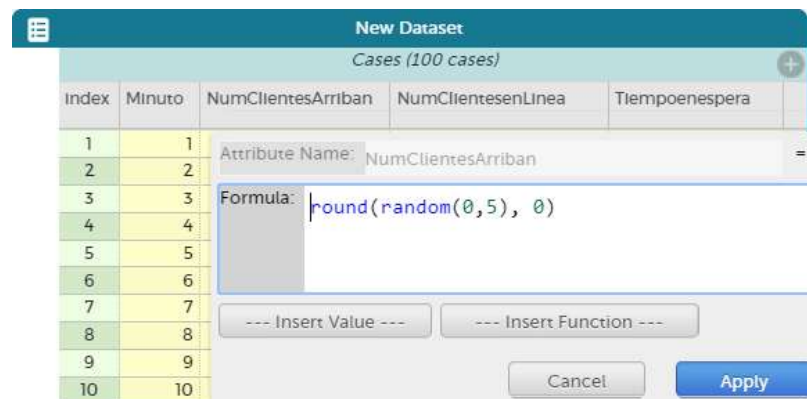 New Dataset
Cases (100 cases)
index Minuto NumClientesArriban NumClientesenLinea Tiempoenespera
1 1
2 2
3 3
4 4
5 5
6 6
7 7
8 8
9 9
10 10
Attribute Name: NumClientesArriban =
Formula: round(random(0,5), 0)
--- Insert Value --- --- Insert Function ---
Cancel Apply